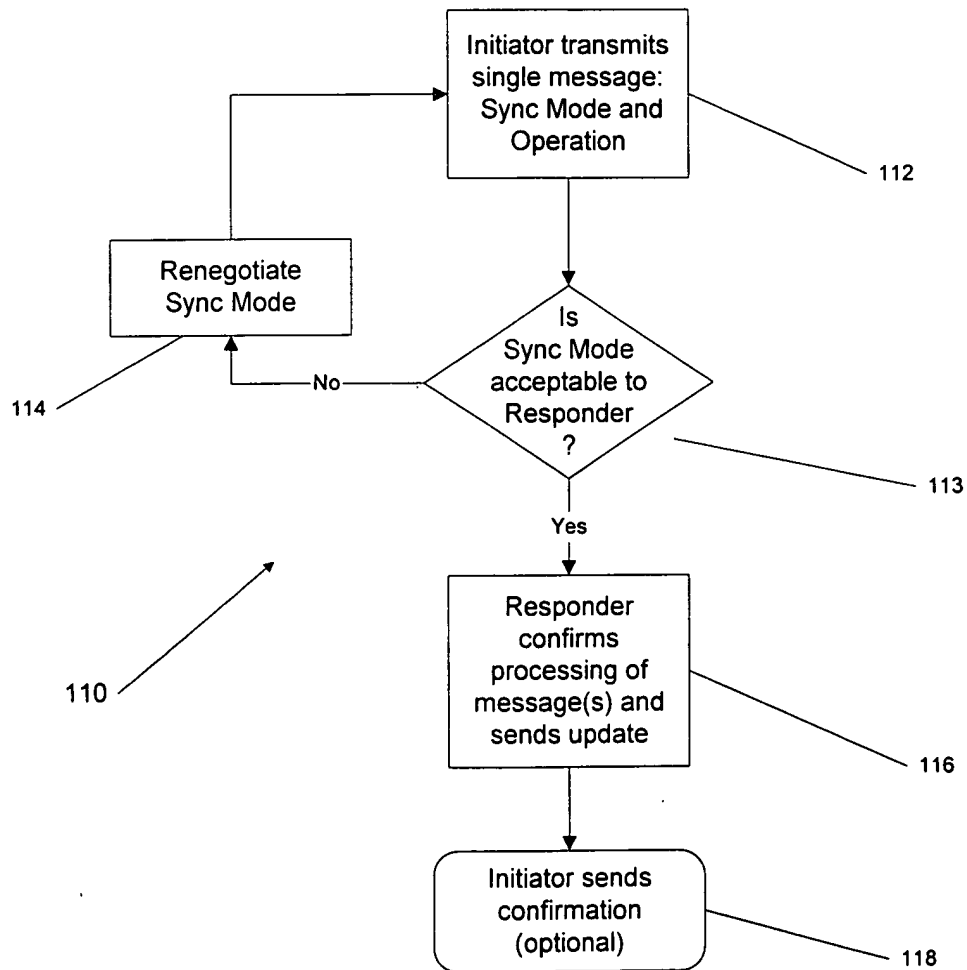 Initiator transmits
single message:
Sync Mode and
Operation
112
Renegotiate
Sync Mode
114
Is
Sync Mode
acceptable to
Responder
?
No
113
Yes
110
Responder
confirms
processing of
message(s) and
sends update
116
Initiator sends
confirmation
(optional)
118